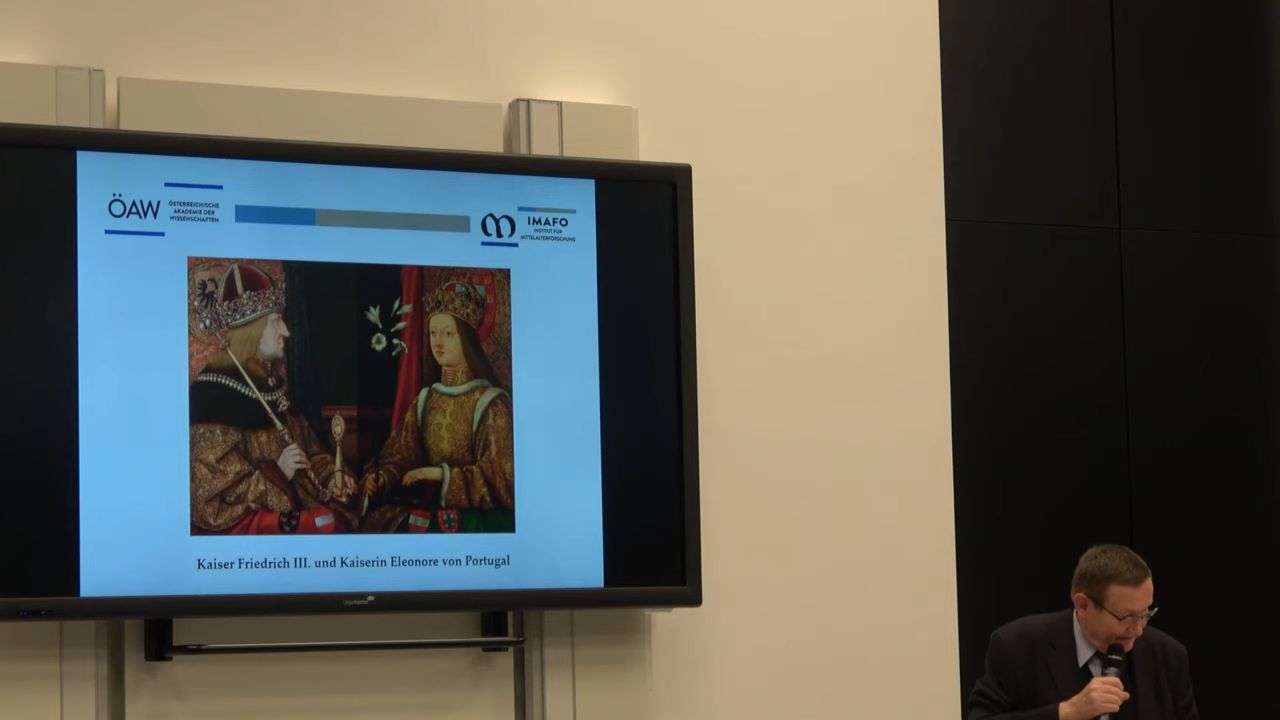 ÖAW
ÖSTERREICHISCHE
AKADEMIE DER
WISSENSCHAFTEN
IMAFO
INSTITUT FÜR
MITTELALTERFORSCHUNG
Kaiser Friedrich III. und Kaiserin Eleonore von Portugal